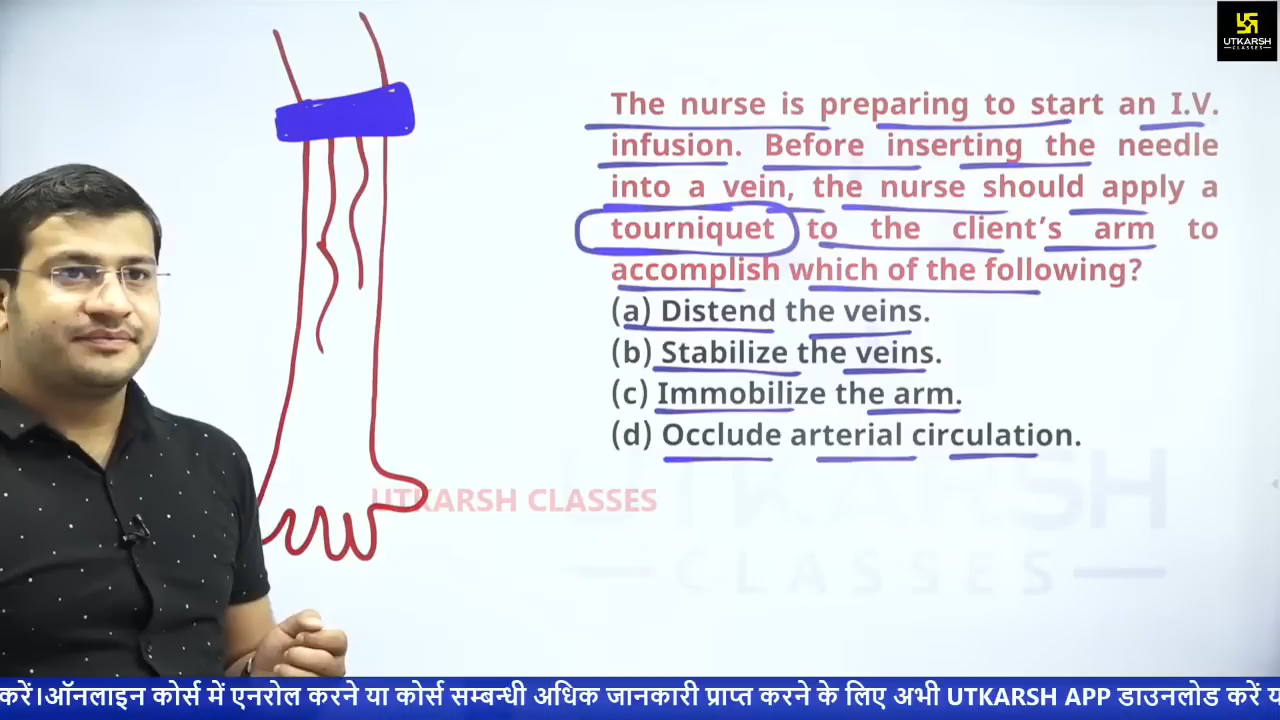 UTKARSH
CLASSES
The nurse is preparing to start an I.V.
infusion. Before inserting the needle
into a vein, the nurse should apply a
tourniquet to the client's arm to
accomplish which of the following?
(a) Distend the veins.
(b) Stabilize the veins.
(c) Immobilize the arm.
(d) Occlude arterial circulation.
UTKARSH CLASSES
UTKARSH
CLASSES
करें।ऑनलाइन कोर्स में एनरोल करने या कोर्स सम्बन्धी अधिक जानकारी प्राप्त करने के लिए अभी UTKARSH APP डाउनलोड करें य